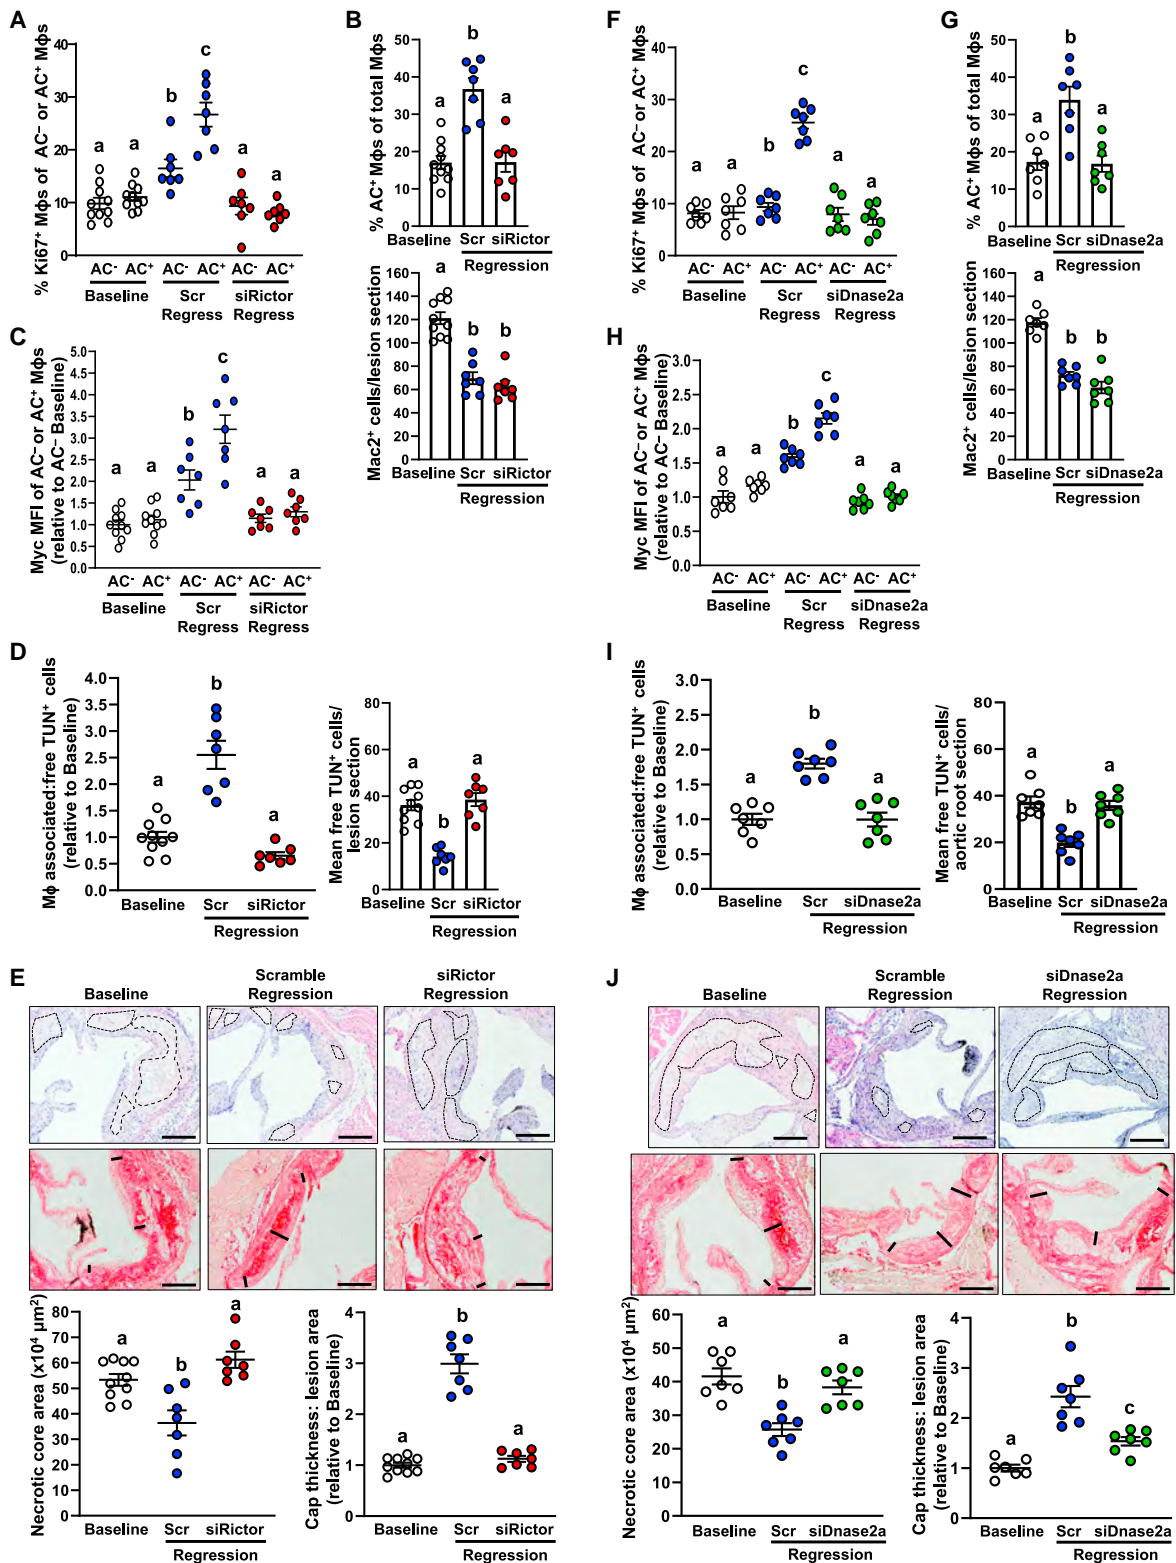 A
% Ki67⁺ Mϕs of AC⁻ or AC⁺ Mϕs
40
30
20
10
0
a
a
b
c
a
a
AC⁻ AC⁺ AC⁻ AC⁺ AC⁻ AC⁺
Baseline Scr siRictor
Regress Regress
B
% AC⁺ Mϕs of total Mϕs
50
40
30
20
10
0
a
b
a
Baseline Scr siRictor
Regression
Mac2⁺ cells/lesion section
160
140
120
100
80
60
40
20
0
a
b
b
Baseline Scr siRictor
Regression
C
Myc MFI of AC⁻ or AC⁺ Mϕs
(relative to AC⁻ Baseline)
5.0
4.5
4.0
3.5
3.0
2.5
2.0
1.5
1.0
0.5
0.0
a
a
b
c
a
a
AC⁻ AC⁺ AC⁻ AC⁺ AC⁻ AC⁺
Baseline Scr siRictor
Regress Regress
D
Mϕ associated:free TUN⁺ cells
(relative to Baseline)
4.0
3.5
3.0
2.5
2.0
1.5
1.0
0.5
0.0
a
b
a
Baseline Scr siRictor
Regression
Mean free TUN⁺ cells/
lesion section
80
60
40
20
0
a
b
a
Baseline Scr siRictor
Regression
E
Baseline
Scramble
Regression
siRictor
Regression
Necrotic core area (x10⁴ μm²)
80
70
60
50
40
30
20
10
0
a
b
a
Baseline Scr siRictor
Regression
Cap thickness: lesion area
(relative to Baseline)
4
3
2
1
0
a
b
a
Baseline Scr siRictor
Regression
F
% Ki67⁺ Mϕs of AC⁻ or AC⁺ Mϕs
40
30
20
10
0
a
a
b
c
a
a
AC⁻ AC⁺ AC⁻ AC⁺ AC⁻ AC⁺
Baseline Scr siDnase2a
Regress Regress
G
% AC⁺ Mϕs of total Mϕs
50
40
30
20
10
0
a
b
a
Baseline Scr siDnase2a
Regression
Mac2⁺ cells/lesion section
160
140
120
100
80
60
40
20
0
a
b
b
Baseline Scr siDnase2a
Regression
H
Myc MFI of AC⁻ or AC⁺ Mϕs
(relative to AC⁻ Baseline)
3.0
2.5
2.0
1.5
1.0
0.5
0.0
a
a
b
c
a
a
AC⁻ AC⁺ AC⁻ AC⁺ AC⁻ AC⁺
Baseline Scr siDnase2a
Regress Regress
I
Mϕ associated:free TUN⁺ cells
(relative to Baseline)
3.0
2.5
2.0
1.5
1.0
0.5
0.0
a
b
a
Baseline Scr siDnase2a
Regression
Mean free TUN⁺ cells/
aortic root section
80
60
40
20
0
a
b
a
Baseline Scr siDnase2a
Regression
J
Baseline
Scramble
Regression
siDnase2a
Regression
Necrotic core area (x10⁴ μm²)
60
50
40
30
20
10
0
a
b
a
Baseline Scr siDnase2a
Regression
Cap thickness: lesion area
(relative to Baseline)
4
3
2
1
0
a
b
c
Baseline Scr siDnase2a
Regression